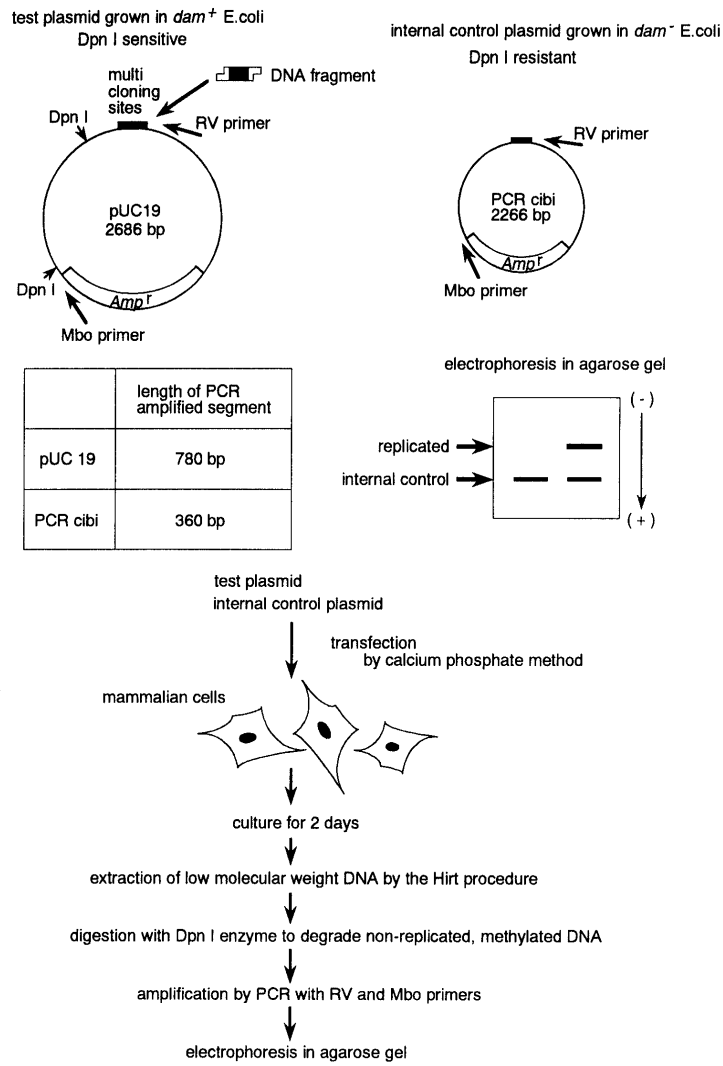 test plasmid grown in dam+ E.coli
Dpn I sensitive
internal control plasmid grown in dam- E.coli
Dpn I resistant
multi
cloning
sites
DNA fragment
Dpn I
RV primer
RV primer
pUC19
2686 bp
PCR cibi
2266 bp
Dpn I
Amp r
Mbo primer
Amp r
Mbo primer
length of PCR
amplified segment
pUC 19
780 bp
PCR cibi
360 bp
electrophoresis in agarose gel
(-)
replicated
internal control
(+)
test plasmid
internal control plasmid
transfection
by calcium phosphate method
mammalian cells
culture for 2 days
extraction of low molecular weight DNA by the Hirt procedure
digestion with Dpn I enzyme to degrade non-replicated, methylated DNA
amplification by PCR with RV and Mbo primers
electrophoresis in agarose gel